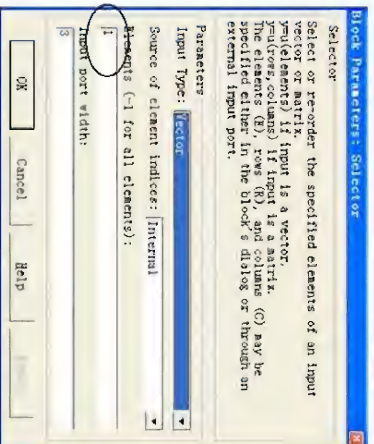 Block Parameters: Selector
Selector
Select or re-order the specified elements of an input
vector or matrix.
y=u(elements) if input is a vector.
y=u(rows,columns) if input is a matrix.
The elements (E), rows (R), and columns (C) may be
specified either in the block's dialog or through an
external input port.
Parameters
Input Type: Vector
Source of element indices: Internal
Elements (-1 for all elements):
1
Input port width:
3
OK
Cancel
Help